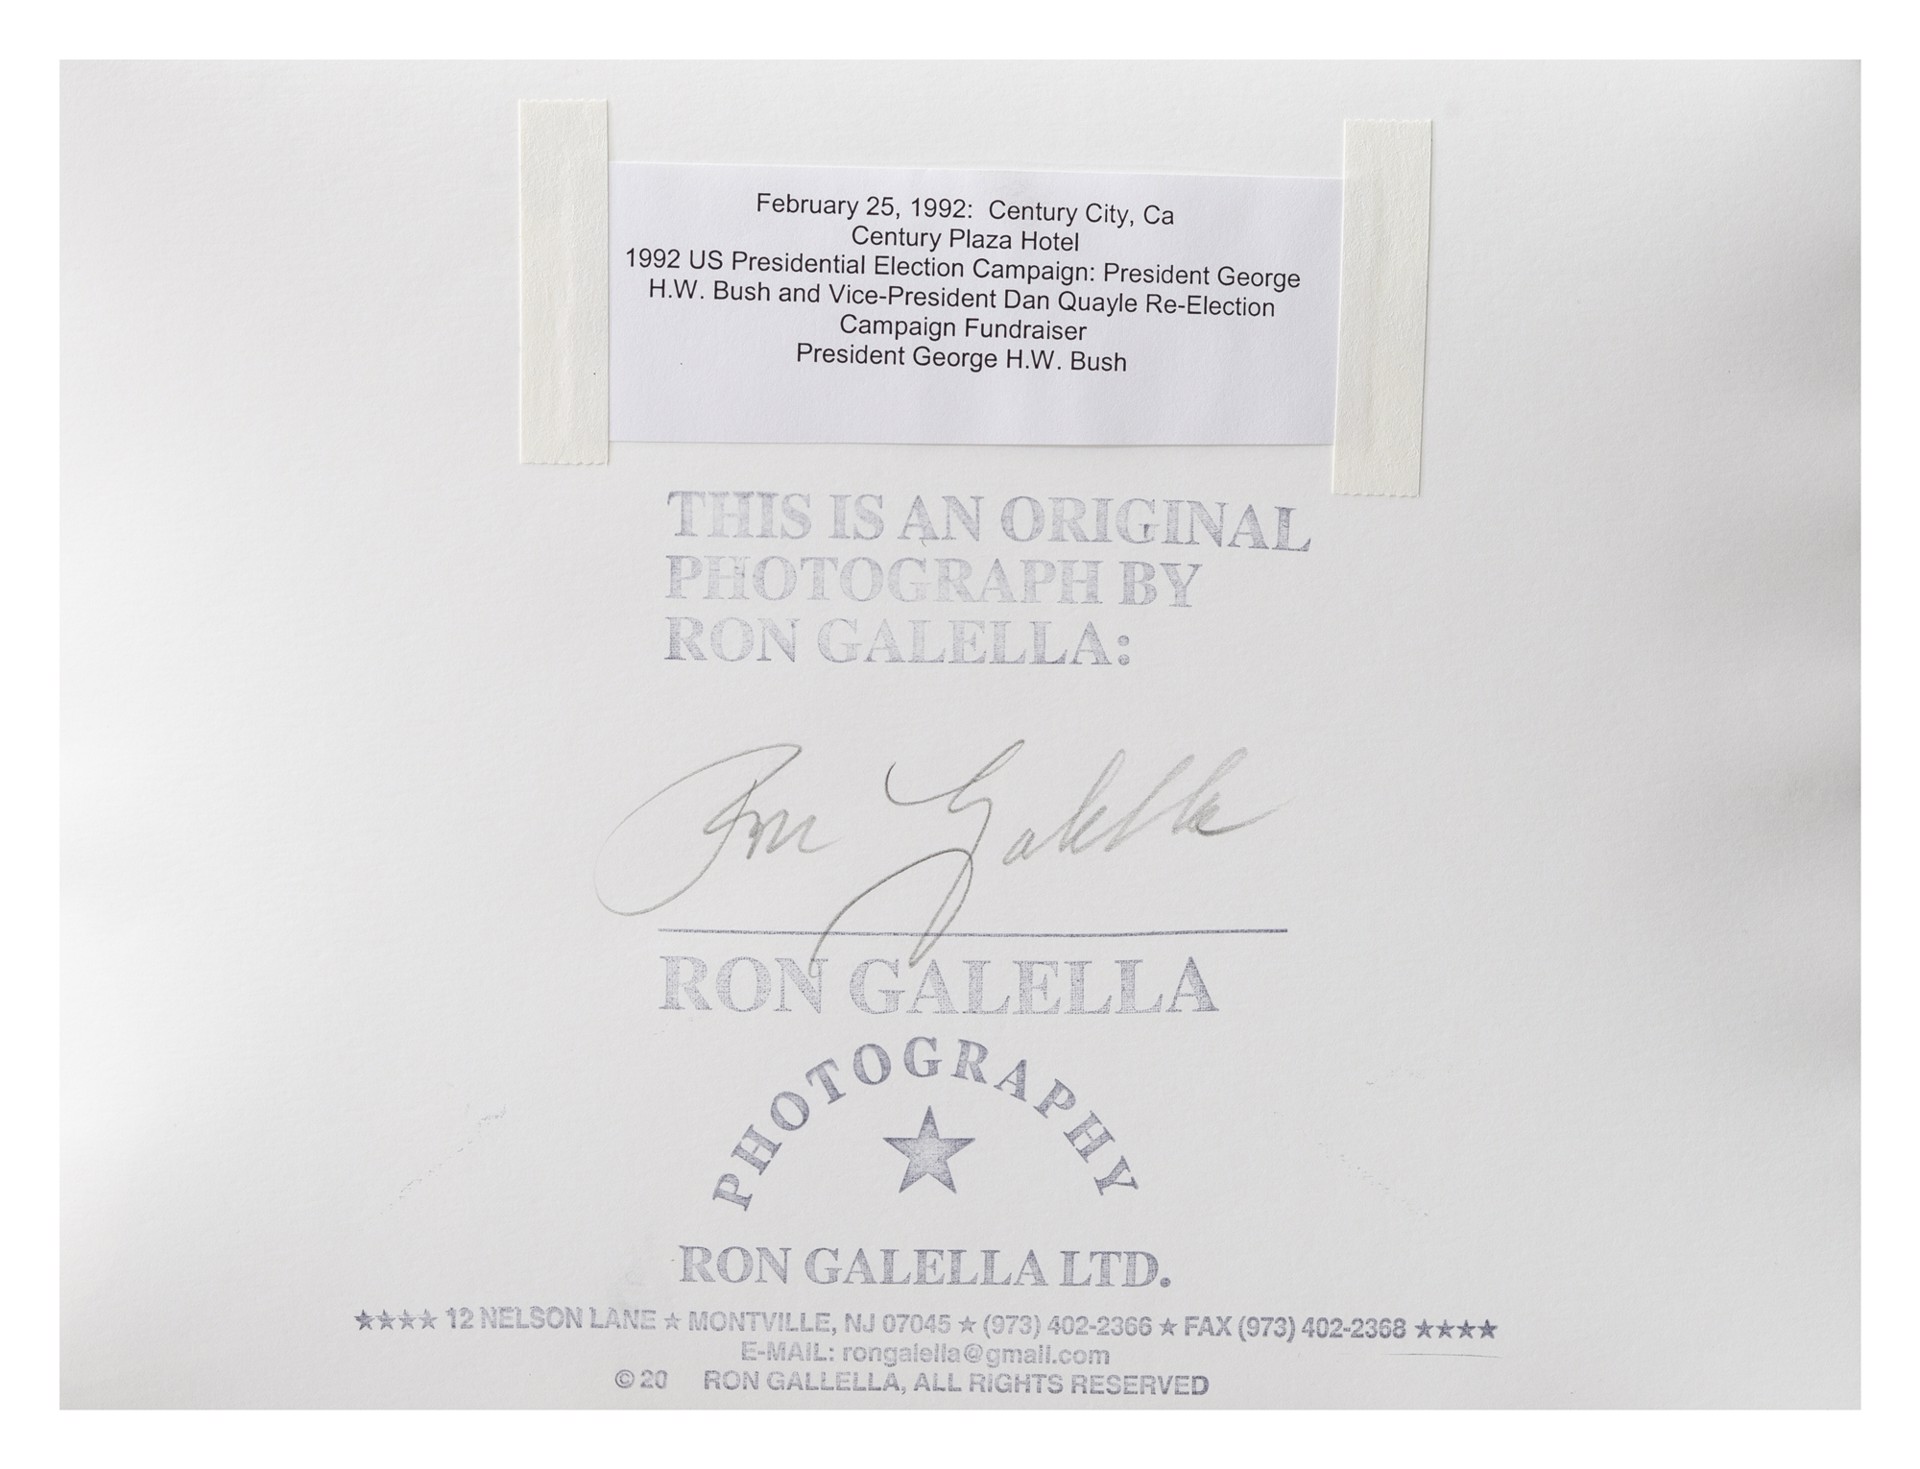 February 25, 1992: Century City, Ca
Century Plaza Hotel
1992 US Presidential Election Campaign: President George
H.W. Bush and Vice-President Dan Quayle Re-Election
Campaign Fundraiser
President George H.W. Bush
THIS IS AN ORIGINAL
PHOTOGRAPH BY
RON GALELLA:
Ron Galella
RON GALELLA
PHOTOGRAPHY
★
RON GALELLA LTD.
★★★★ 12 NELSON LANE ★ MONTVILLE, NJ 07045 ★ (973) 402-2366 ★ FAX (973) 402-2368 ★★★★
E-MAIL: rongalella@gmail.com
© 20 RON GALLELLA, ALL RIGHTS RESERVED